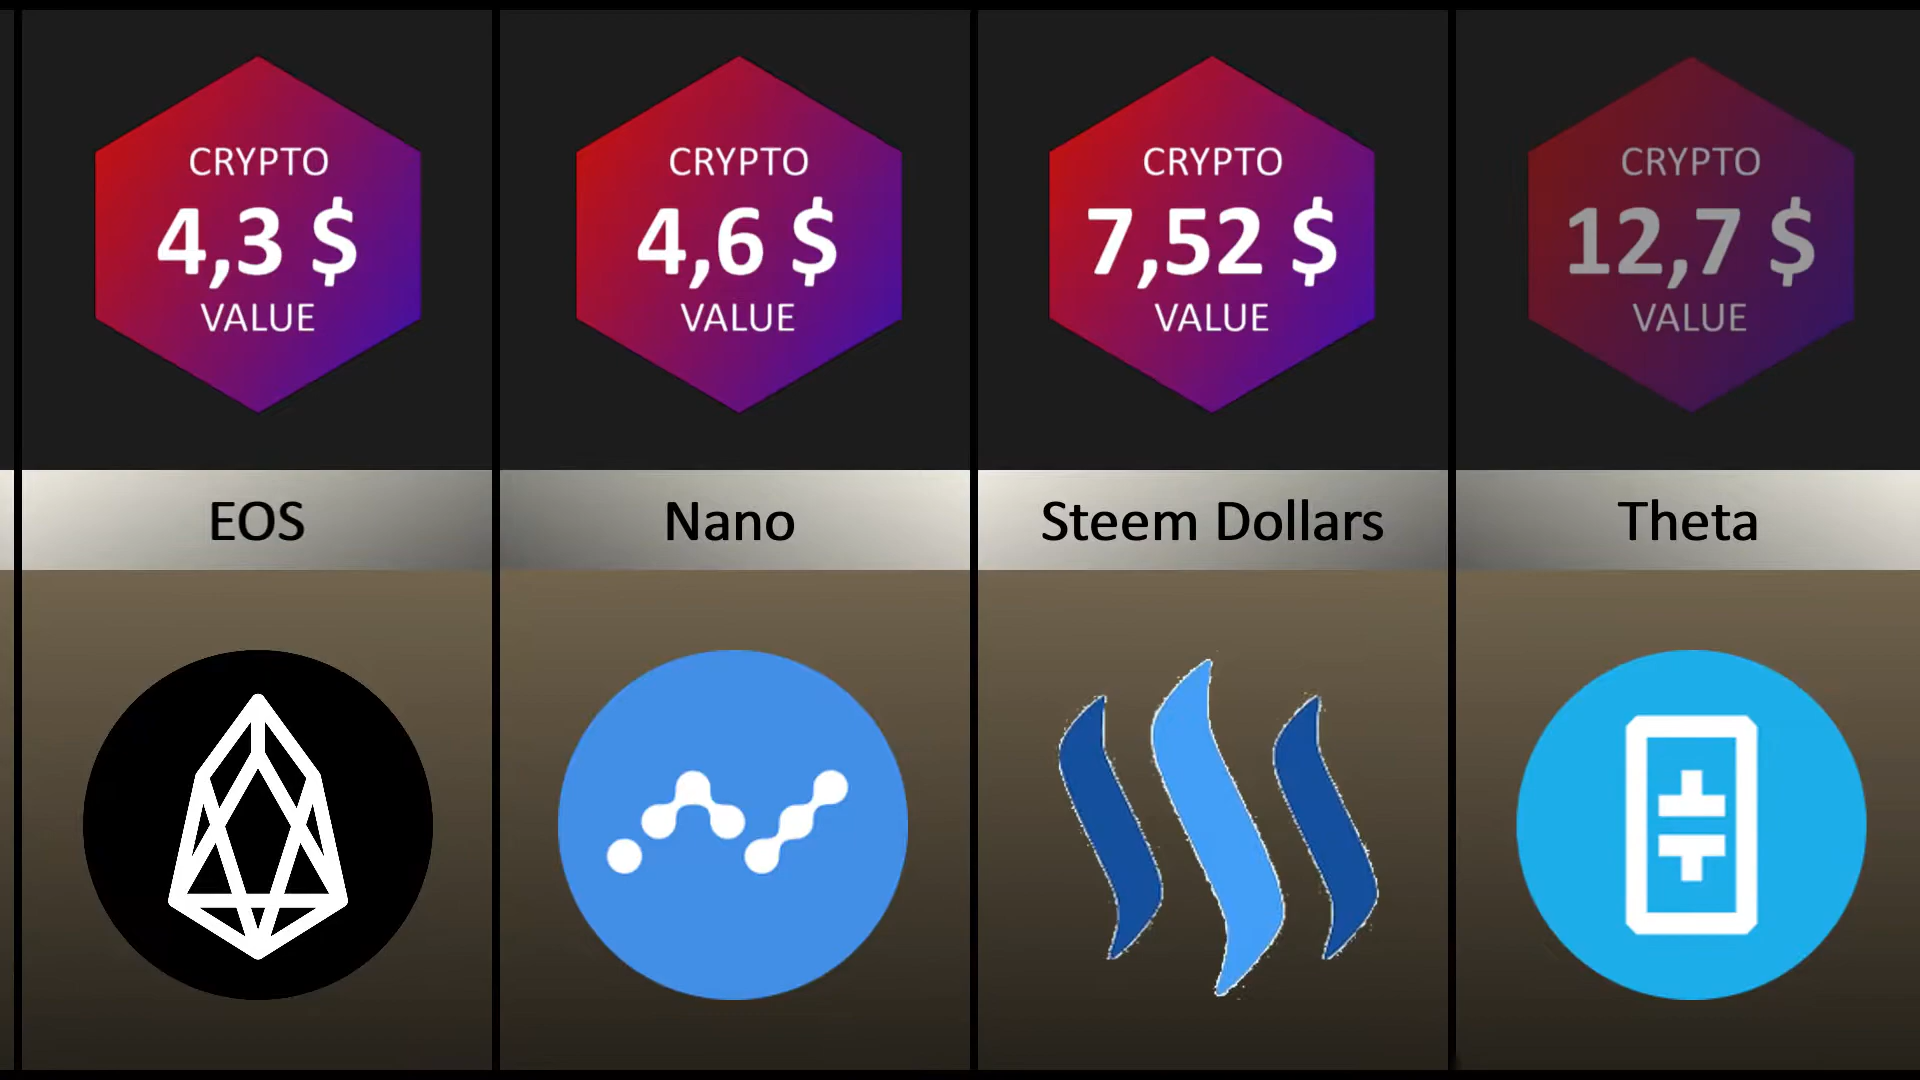 CRYPTO
4,3 $
VALUE
EOS
CRYPTO
4,6 $
VALUE
Nano
CRYPTO
7,52 $
VALUE
Steem Dollars
CRYPTO
12,7 $
VALUE
Theta